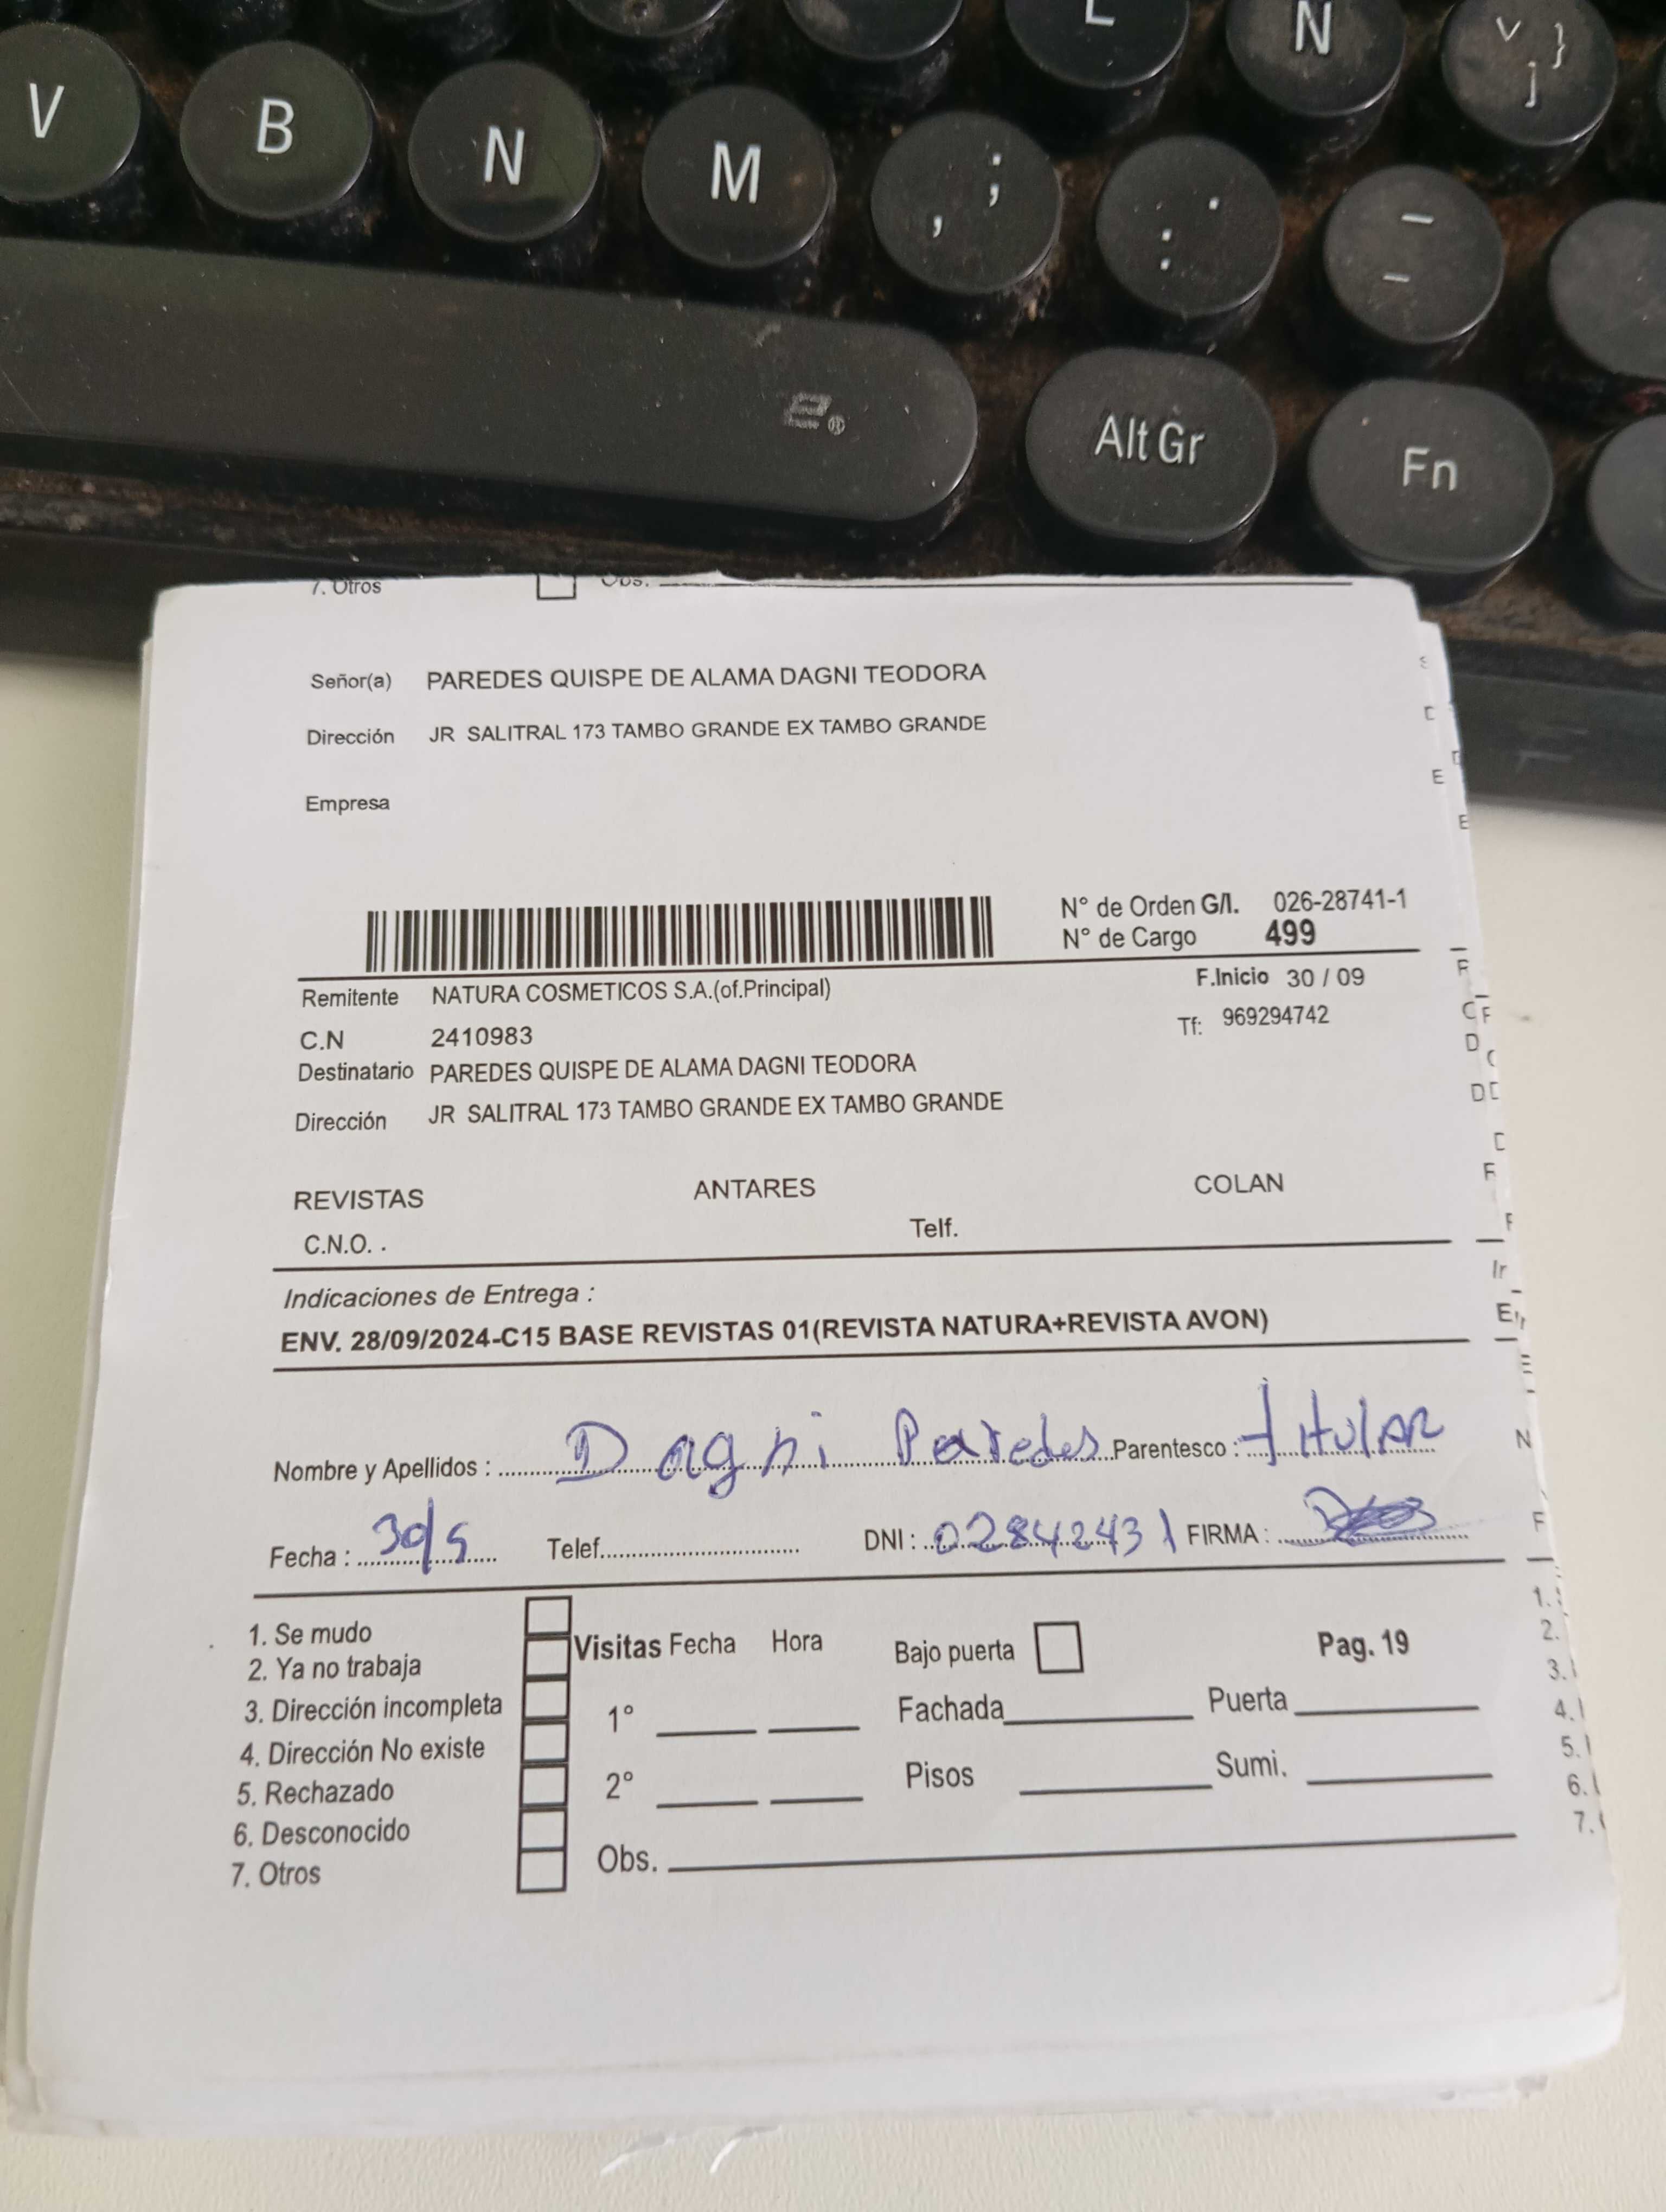 L Ñ
V B N M , ; . : - _
Alt Gr Fn
7. Otros Obs.
Señor(a) PAREDES QUISPE DE ALAMA DAGNI TEODORA
Dirección JR SALITRAL 173 TAMBO GRANDE EX TAMBO GRANDE
Empresa
N° de Orden G/I. 026-28741-1
N° de Cargo 499
F.Inicio 30 / 09
Remitente NATURA COSMETICOS S.A.(of.Principal)
Tf: 969294742
C.N 2410983
Destinatario PAREDES QUISPE DE ALAMA DAGNI TEODORA
Dirección JR SALITRAL 173 TAMBO GRANDE EX TAMBO GRANDE
REVISTAS ANTARES COLAN
C.N.O. . Telf.
Indicaciones de Entrega :
ENV. 28/09/2024-C15 BASE REVISTAS 01(REVISTA NATURA+REVISTA AVON)
Nombre y Apellidos : Dagni Paredes Parentesco : titular
Fecha : 30/9 Telef. DNI : 02842431 FIRMA :
1. Se mudo
2. Ya no trabaja
3. Dirección incompleta
4. Dirección No existe
5. Rechazado
6. Desconocido
7. Otros
Visitas Fecha Hora Bajo puerta Pag. 19
1° Fachada Puerta
2° Pisos Sumi.
Obs.